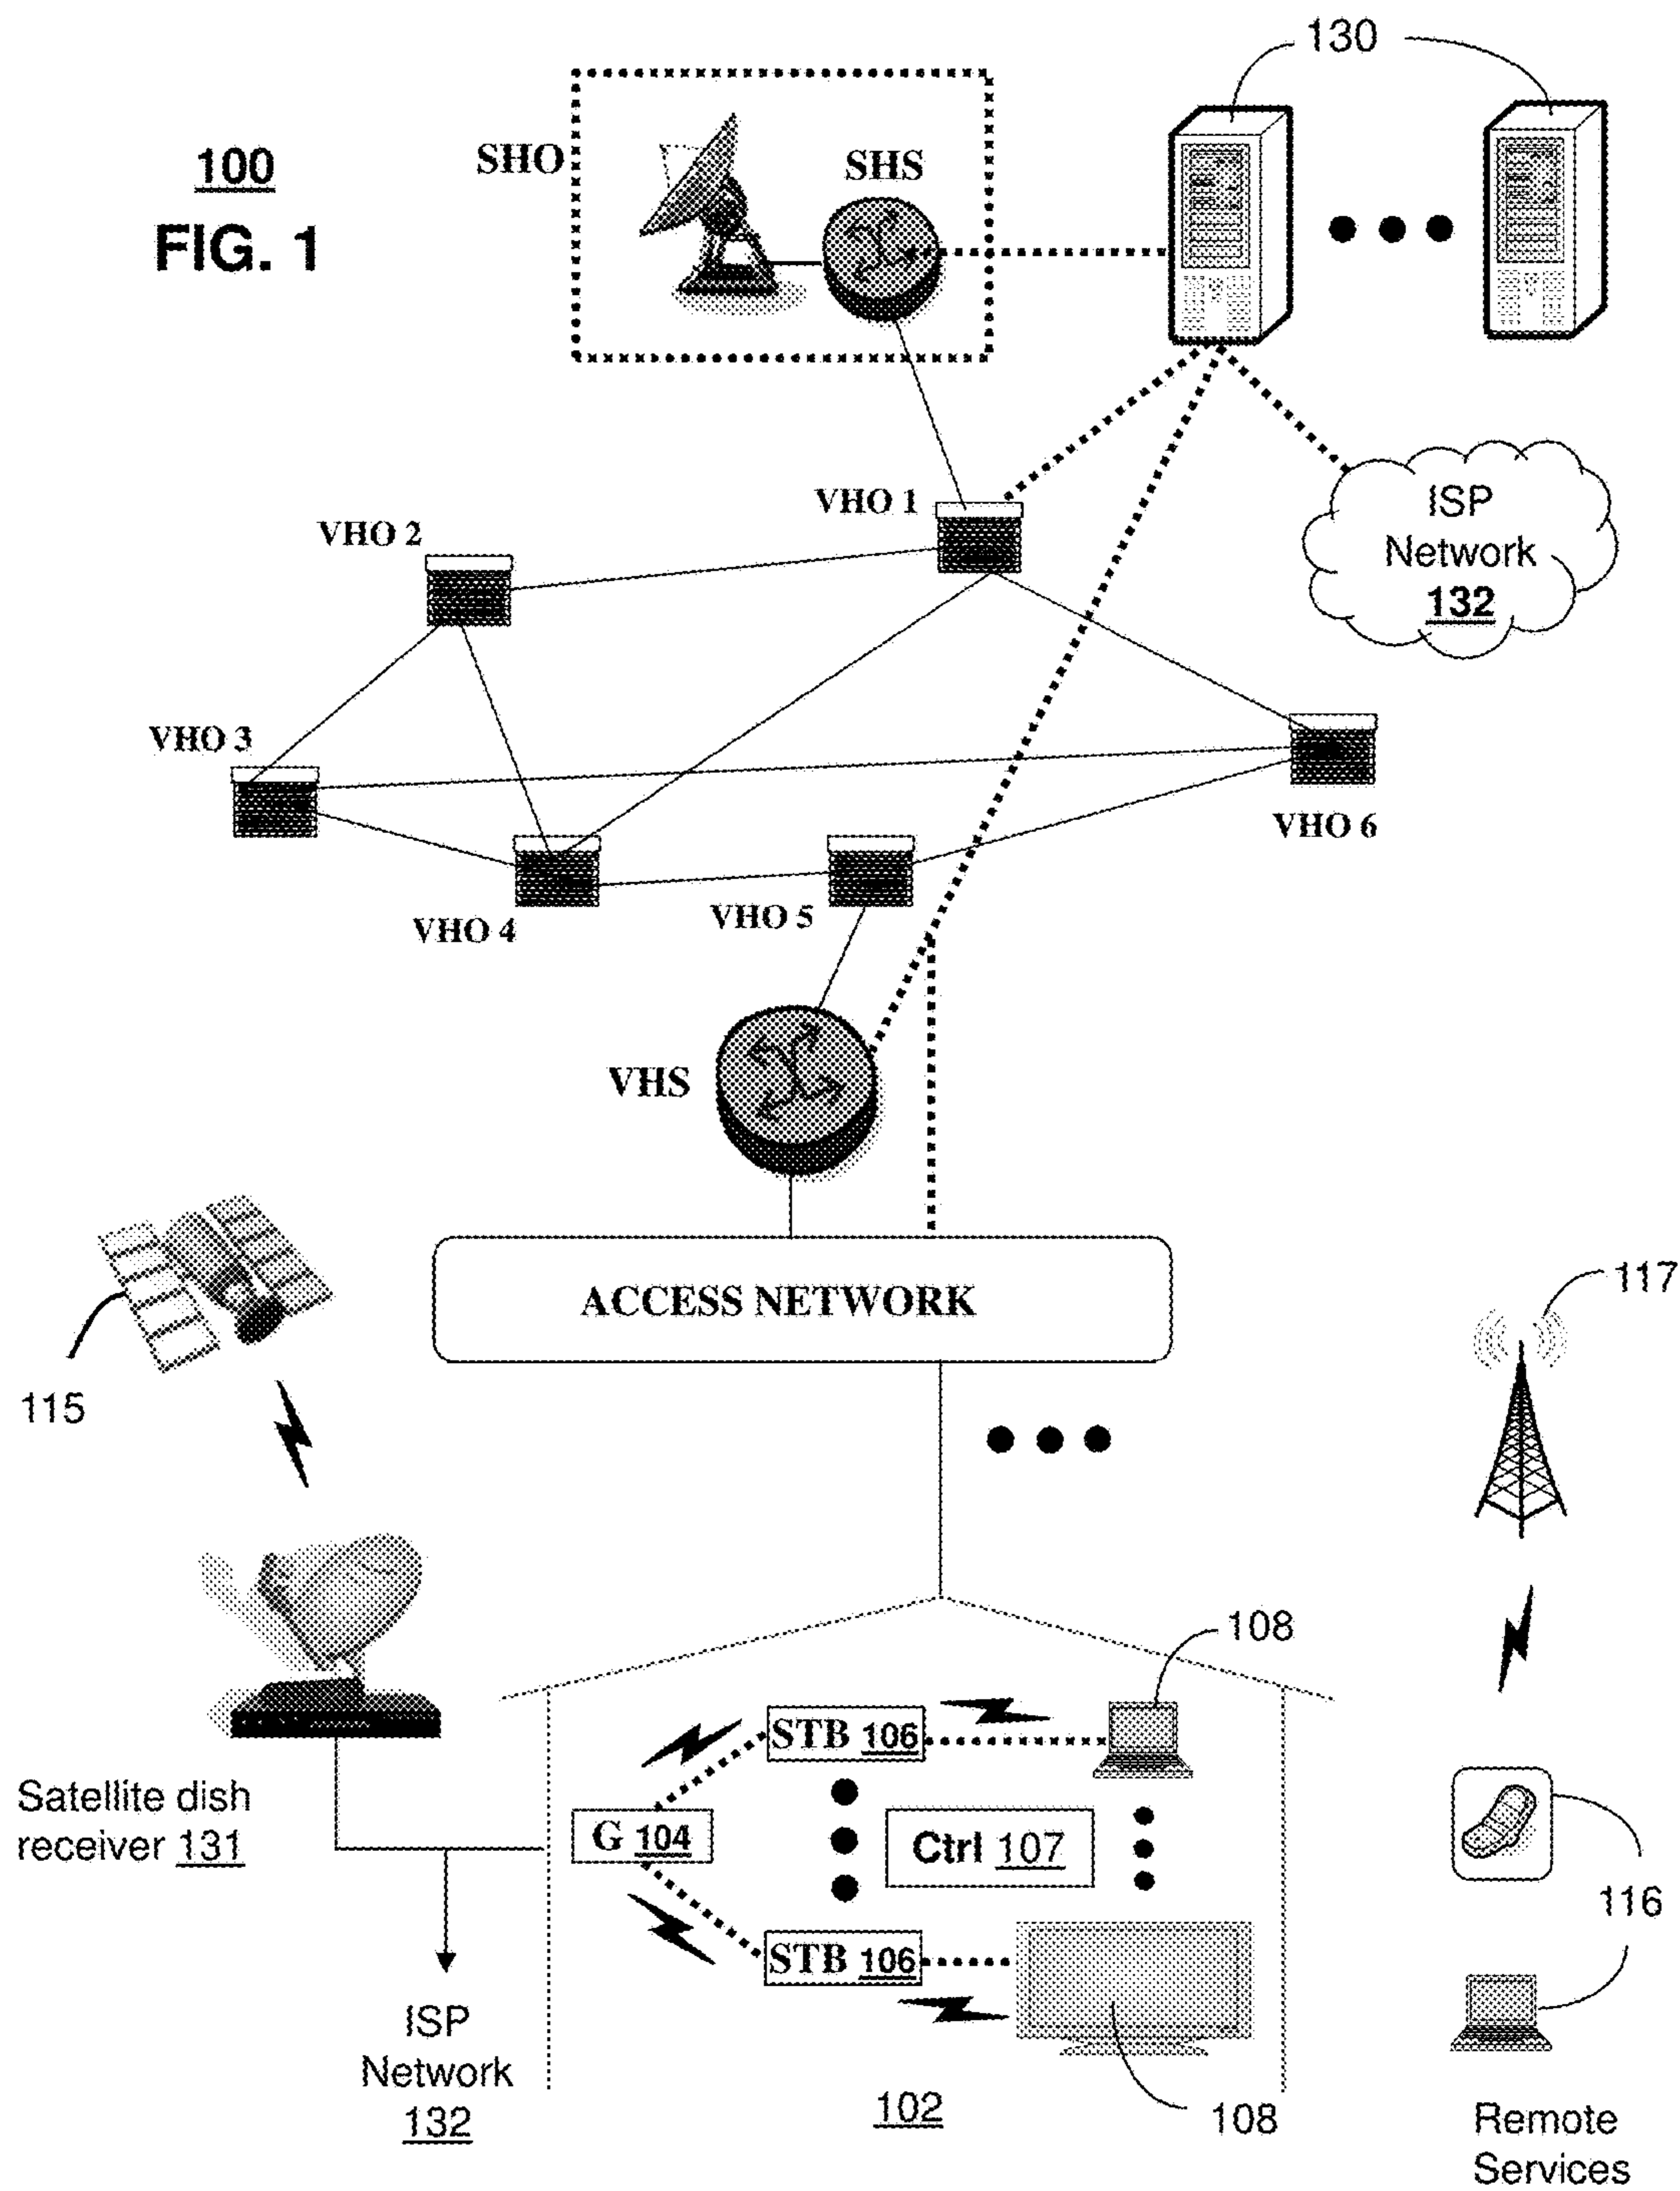 130
SHO
SHS
100
FIG. 1
VHO 1
ISP
Network
132
VHO 2
VHO 3
VHO 6
VHO 4
VHO 5
VHS
ACCESS NETWORK
117
115
108
STB 106
Satellite dish
receiver 131
G 104
Ctrl 107
116
STB 106
ISP
Network
132
102
108
Remote
Services